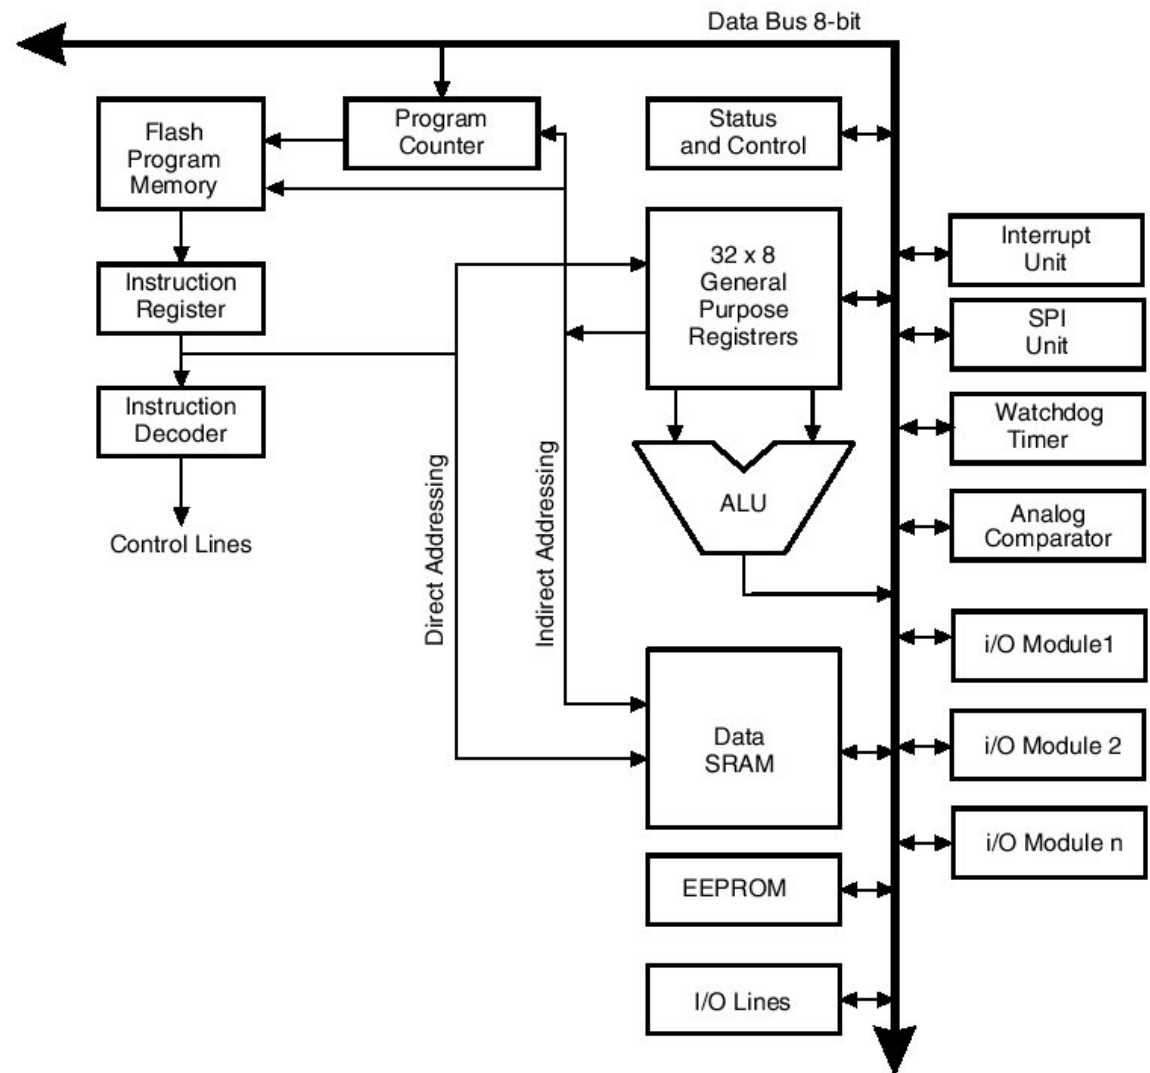 Data Bus 8-bit
Flash
Program
Memory
Program
Counter
Status
and Control
32 x 8
General
Purpose
Registrers
Interrupt
Unit
Instruction
Register
SPI
Unit
Instruction
Decoder
Watchdog
Timer
Direct Addressing
Indirect Addressing
ALU
Analog
Comparator
Control Lines
i/O Module1
Data
SRAM
i/O Module 2
i/O Module n
EEPROM
I/O Lines